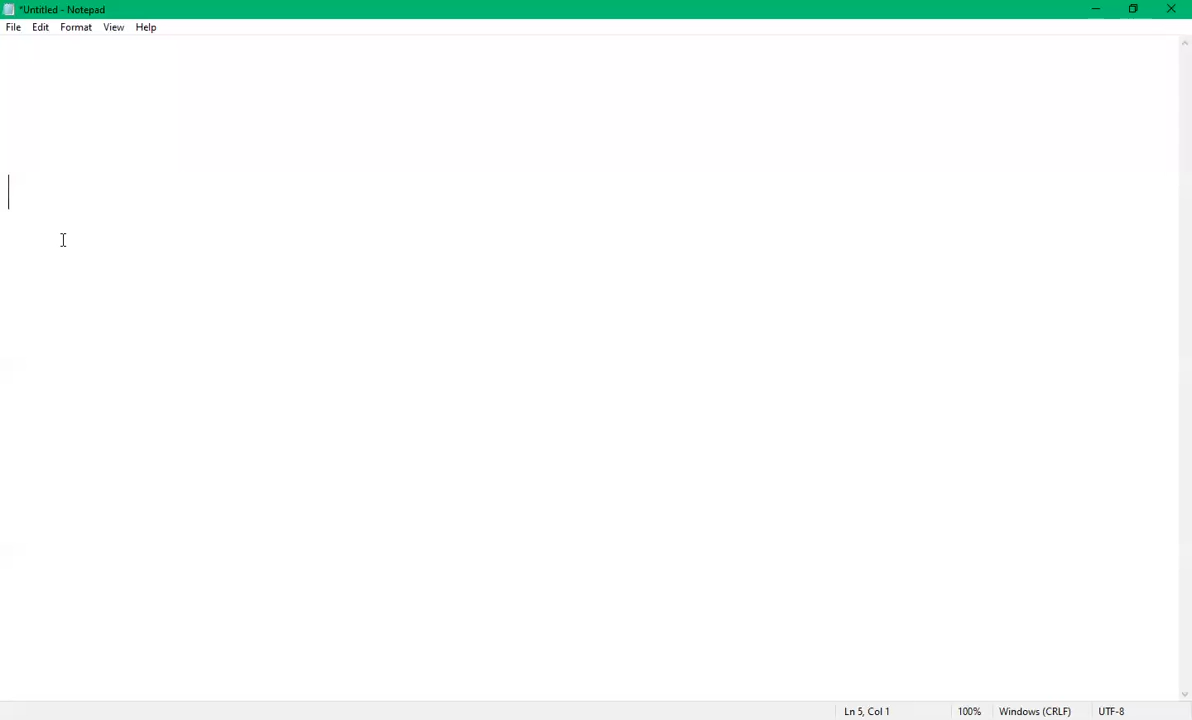 *Untitled - Notepad
File Edit Format View Help
Ln 5, Col 1 100% Windows (CRLF) UTF-8